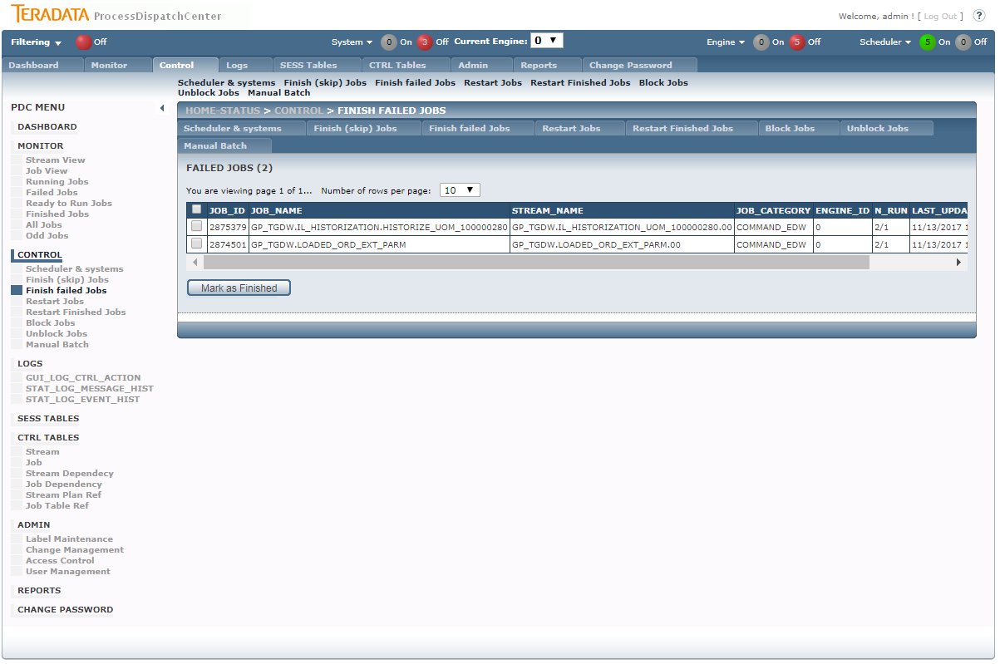 TERADATA ProcessDispatchCenter
Welcome, admin ! [ Log Out ] ?
Filtering Off System 0 On 3 Off Current Engine: 0 Engine 0 On 5 Off Scheduler 5 On 0 Off
Dashboard Monitor Control Logs SESS Tables CTRL Tables Admin Reports Change Password
Scheduler & systems Finish (skip) Jobs Finish failed Jobs Restart Jobs Restart Finished Jobs Block Jobs
Unblock Jobs Manual Batch
PDC MENU
DASHBOARD
MONITOR
Stream View
Job View
Running Jobs
Failed Jobs
Ready to Run Jobs
Finished Jobs
All Jobs
Odd Jobs
CONTROL
Scheduler & systems
Finish (skip) Jobs
Finish failed Jobs
Restart Jobs
Restart Finished Jobs
Block Jobs
Unblock Jobs
Manual Batch
LOGS
GUI_LOG_CTRL_ACTION
STAT_LOG_MESSAGE_HIST
STAT_LOG_EVENT_HIST
SESS TABLES
CTRL TABLES
Stream
Job
Stream Dependecy
Job Dependency
Stream Plan Ref
Job Table Ref
ADMIN
Label Maintenance
Change Management
Access Control
User Management
REPORTS
CHANGE PASSWORD
HOME-STATUS > CONTROL > FINISH FAILED JOBS
Scheduler & systems Finish (skip) Jobs Finish failed Jobs Restart Jobs Restart Finished Jobs Block Jobs Unblock Jobs
Manual Batch
FAILED JOBS (2)
You are viewing page 1 of 1... Number of rows per page: 10
JOB_ID JOB_NAME STREAM_NAME JOB_CATEGORY ENGINE_ID N_RUN LAST_UPDA
2875379 GP_TGDW.IL_HISTORIZATION.HISTORIZE_UOM_100000280 GP_TGDW.IL_HISTORIZATION_UOM_100000280.00 COMMAND_EDW 0 2/1 11/13/2017 1
2874501 GP_TGDW.LOADED_ORD_EXT_PARM GP_TGDW.LOADED_ORD_EXT_PARM.00 COMMAND_EDW 0 2/1 11/13/2017 1
Mark as Finished